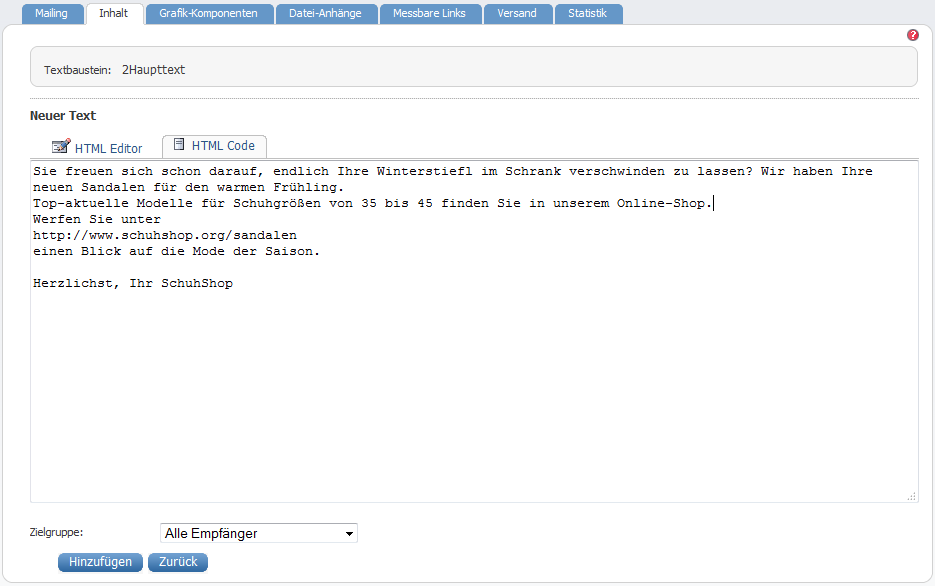 Mailing Inhalt Grafik-Komponenten Datei-Anhänge Messbare Links Versand Statistik
?
Textbaustein: 2Haupttext
Neuer Text
HTML Editor HTML Code
Sie freuen sich schon darauf, endlich Ihre Winterstiefl im Schrank verschwinden zu lassen? Wir haben Ihre
neuen Sandalen für den warmen Frühling.
Top-aktuelle Modelle für Schuhgrößen von 35 bis 45 finden Sie in unserem Online-Shop.
Werfen Sie unter
http://www.schuhshop.org/sandalen
einen Blick auf die Mode der Saison.
Herzlichst, Ihr SchuhShop
Zielgruppe: Alle Empfänger
Hinzufügen Zurück